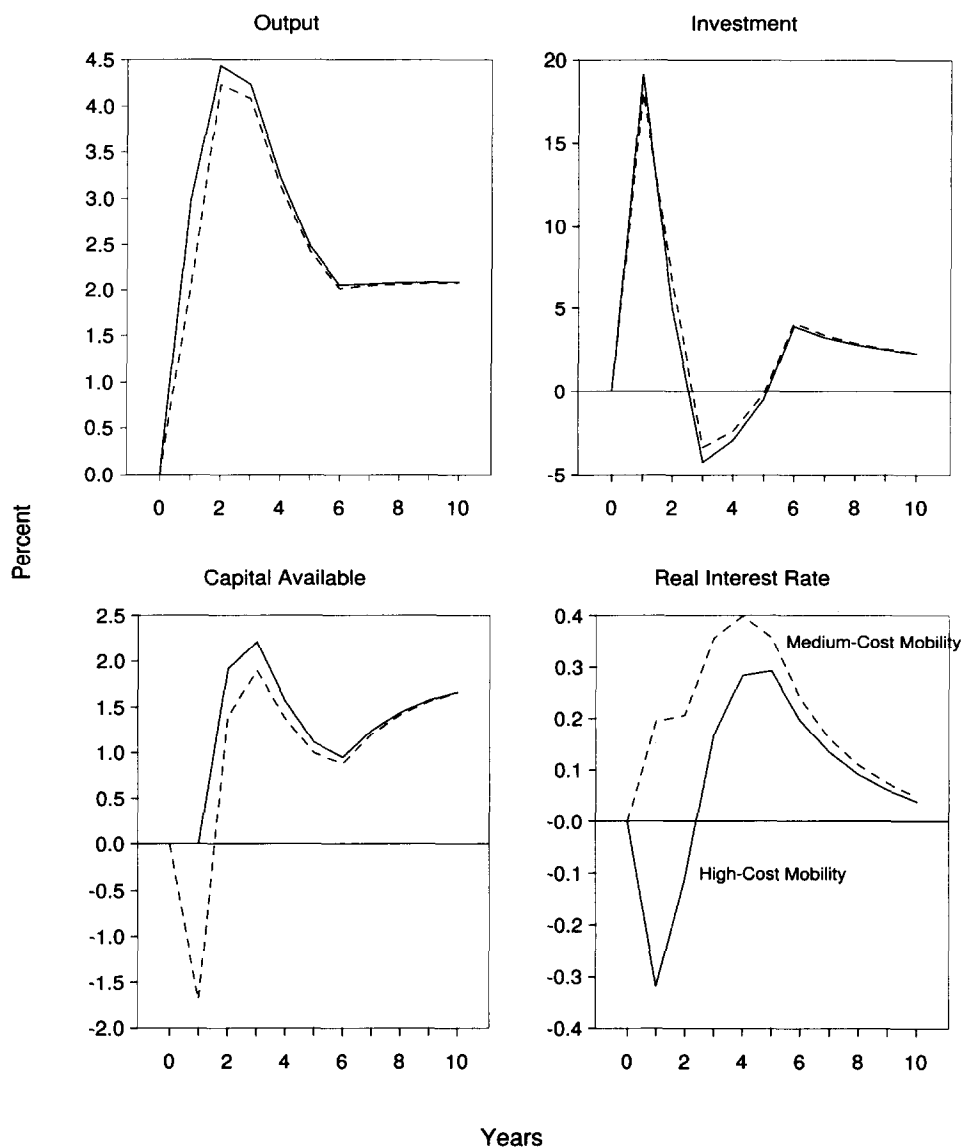 Output
4.5
4.0
3.5
3.0
2.5
2.0
1.5
1.0
0.5
0.0
0 2 4 6 8 10
Investment
20
15
10
5
0
-5
0 2 4 6 8 10
Percent
Capital Available
2.5
2.0
1.5
1.0
0.5
0.0
-0.5
-1.0
-1.5
-2.0
0 2 4 6 8 10
Real Interest Rate
0.4
0.3
0.2
0.1
-0.0
-0.1
-0.2
-0.3
-0.4
Medium-Cost Mobility
High-Cost Mobility
0 2 4 6 8 10
Years